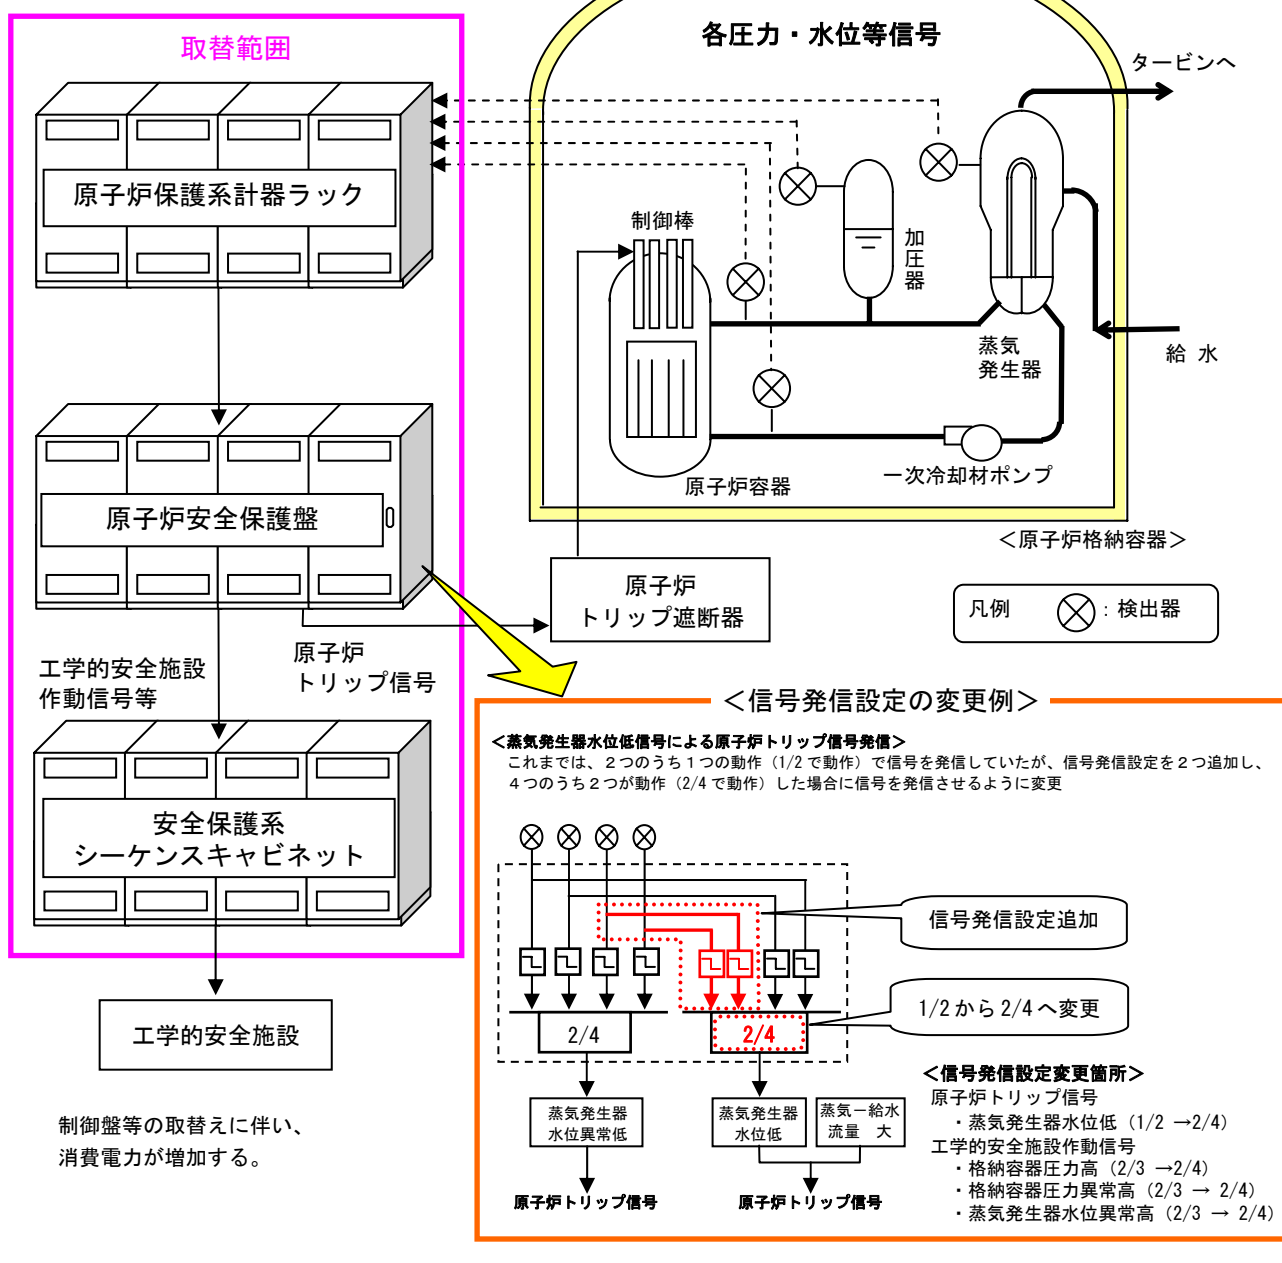 取替範囲
原子炉保護系計器ラック
原子炉安全保護盤
工学的安全施設
作動信号等
原子炉
トリップ信号
安全保護系
シーケンスキャビネット
工学的安全施設
制御盤等の取替えに伴い、
消費電力が増加する。
各圧力・水位等信号
タービンへ
制御棒
加圧器
蒸気
発生器
給 水
原子炉容器
一次冷却材ポンプ
＜原子炉格納容器＞
原子炉
トリップ遮断器
凡例 ：検出器
＜信号発信設定の変更例＞
＜蒸気発生器水位低信号による原子炉トリップ信号発信＞
これまでは、２つのうち１つの動作（1/2で動作）で信号を発信していたが、信号発信設定を２つ追加し、
４つのうち２つが動作（2/4で動作）した場合に信号を発信させるように変更
信号発信設定追加
1/2から2/4へ変更
2/4
2/4
蒸気発生器
水位異常低
蒸気発生器
水位低
蒸気－給水
流量 大
原子炉トリップ信号
原子炉トリップ信号
＜信号発信設定変更箇所＞
原子炉トリップ信号
・蒸気発生器水位低（1/2 →2/4）
工学的安全施設作動信号
・格納容器圧力高（2/3 →2/4）
・格納容器圧力異常高（2/3 → 2/4）
・蒸気発生器水位異常高（2/3 → 2/4）